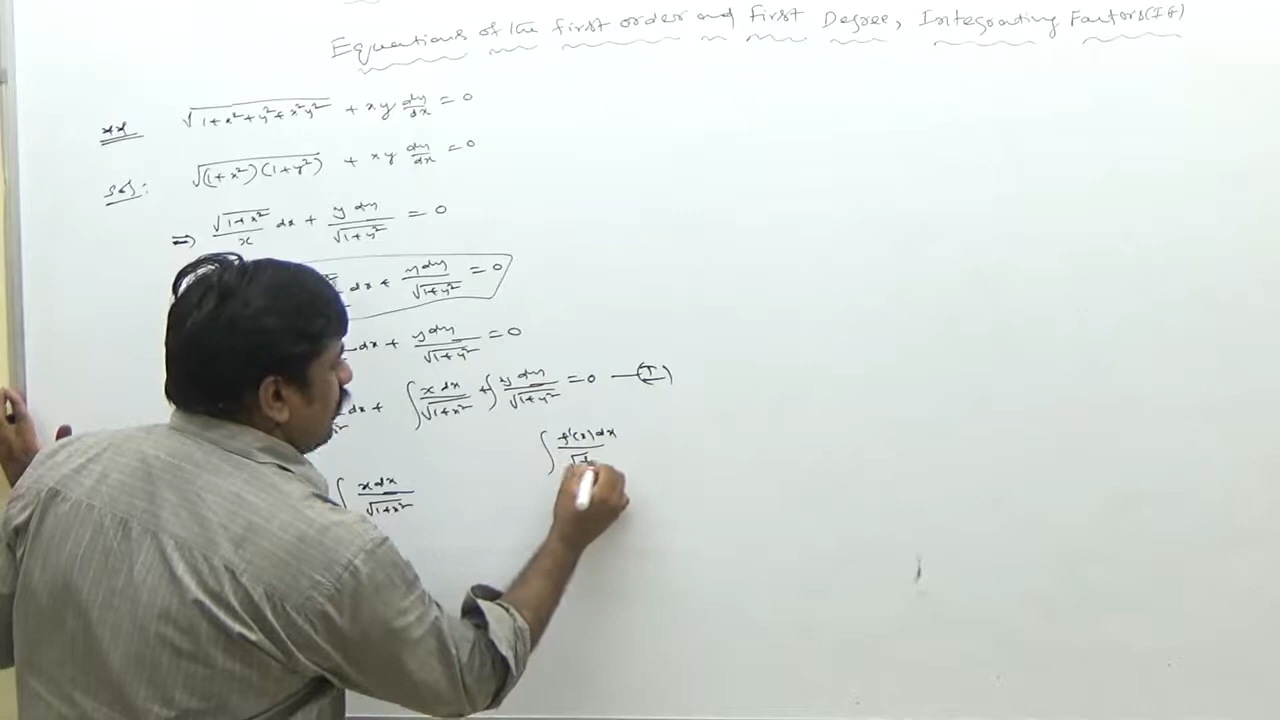 Equations of the first order and First Degree, Integrating Factors(IF)
Ex √(1+x²+y²+x²y²) + xy dy/dx = 0
Sol: √((1+x²)(1+y²)) + xy dy/dx = 0
⇒ √(1+x²)/x dx + y dy/√(1+y²) = 0
dx + y dy/√(1+y²) = 0
dx + y dy/√(1+y²) = 0
dx + ∫ x dx/√(1+x²) + ∫ y dy/√(1+y²) = 0 —(I)
∫ f'(x) dx/√f
∫ x dx/√(1+x²)